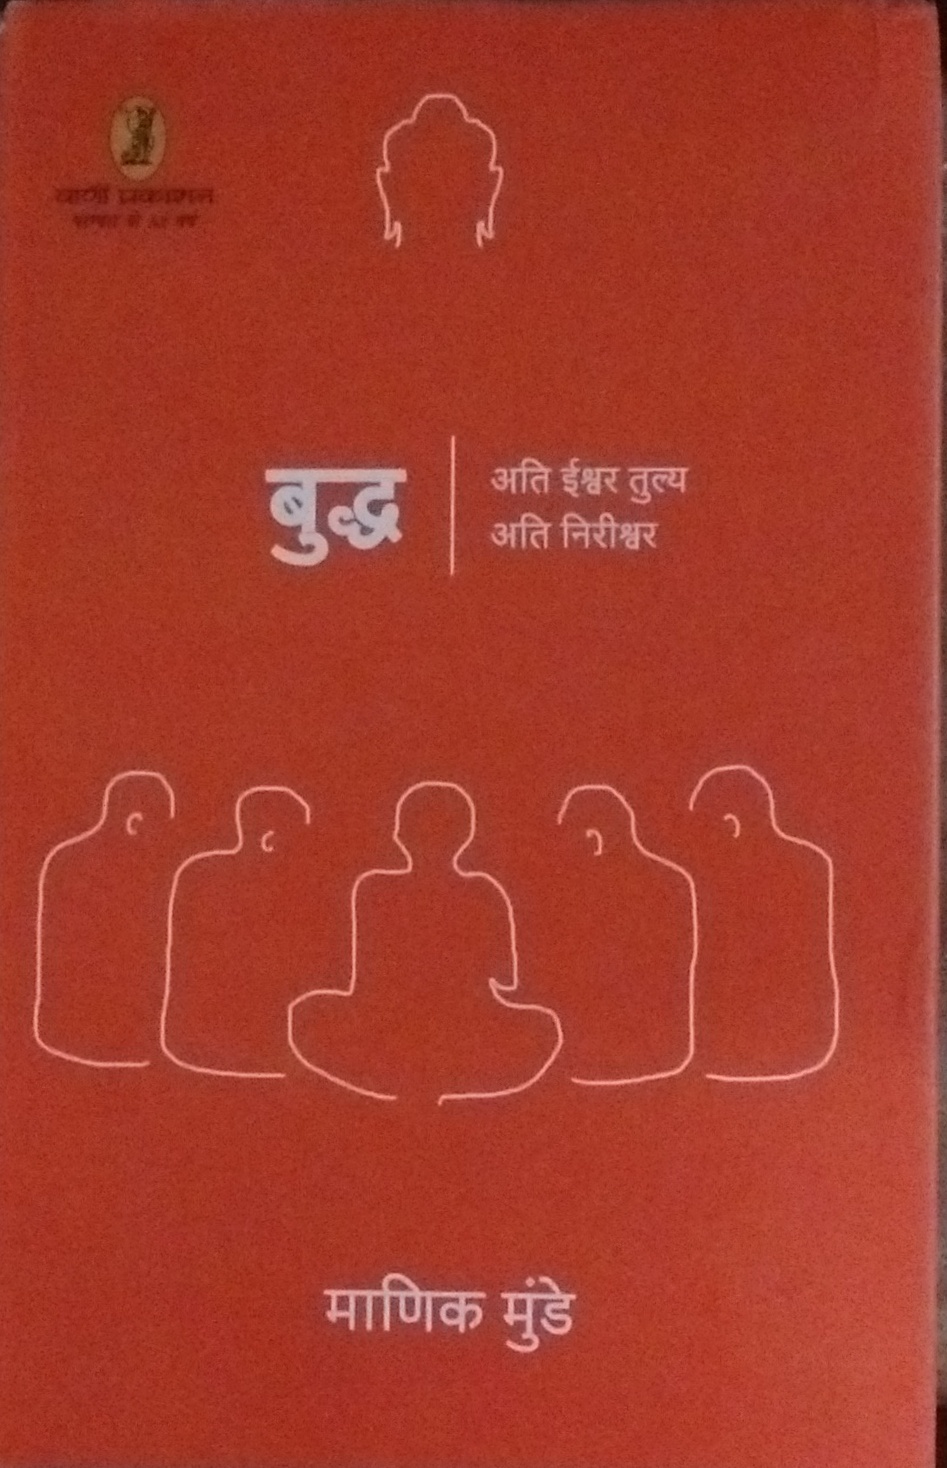 वाणी प्रकाशन
बुद्ध
अति ईश्वर तुल्य
अति निरीश्वर
माणिक मुंडे